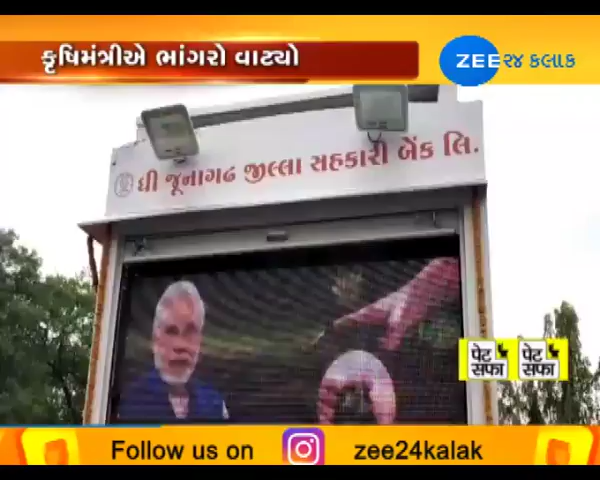 કૃષિમંત્રીએ ભાંગરો વાટ્યો
ZEE ૨૪ કલાક
ધી જૂનાગઢ જીલ્લા સહકારી બેંક લિ.
पेट
सफा
पेट
सफा
Follow us on zee24kalak